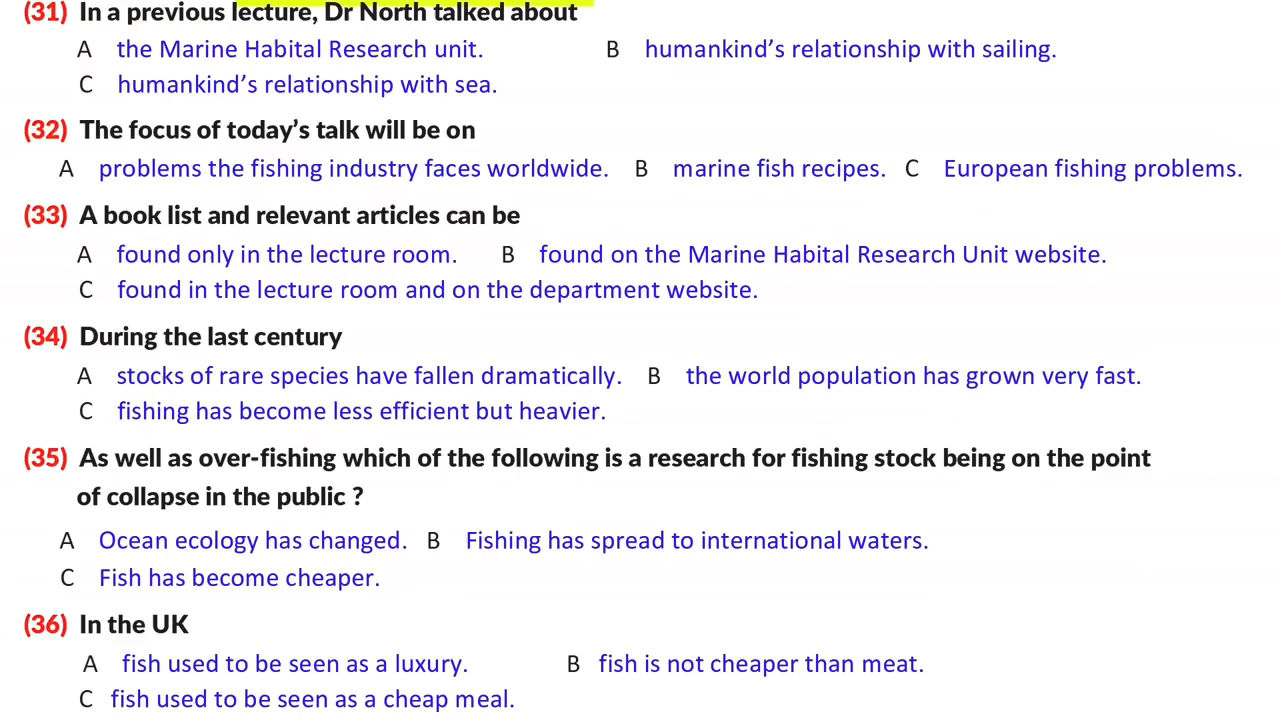 (31) In a previous lecture, Dr North talked about
A the Marine Habital Research unit. B humankind’s relationship with sailing.
C humankind’s relationship with sea.
(32) The focus of today’s talk will be on
A problems the fishing industry faces worldwide. B marine fish recipes. C European fishing problems.
(33) A book list and relevant articles can be
A found only in the lecture room. B found on the Marine Habital Research Unit website.
C found in the lecture room and on the department website.
(34) During the last century
A stocks of rare species have fallen dramatically. B the world population has grown very fast.
C fishing has become less efficient but heavier.
(35) As well as over-fishing which of the following is a research for fishing stock being on the point
of collapse in the public ?
A Ocean ecology has changed. B Fishing has spread to international waters.
C Fish has become cheaper.
(36) In the UK
A fish used to be seen as a luxury. B fish is not cheaper than meat.
C fish used to be seen as a cheap meal.